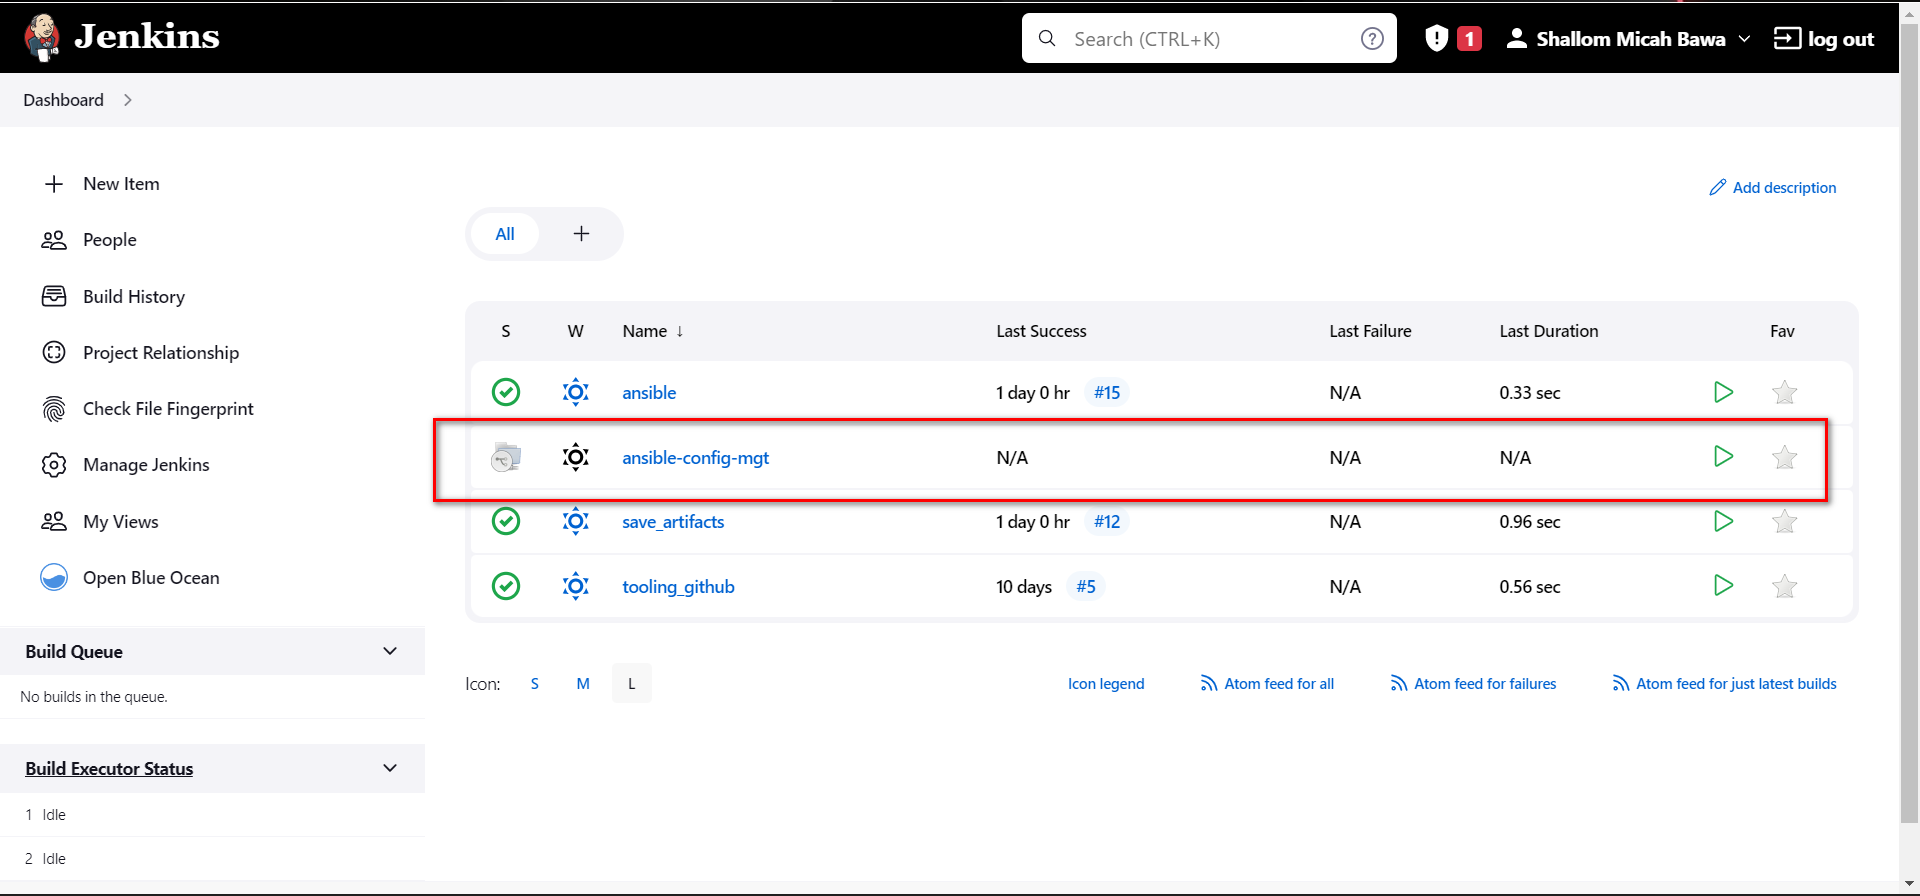 Jenkins
Search (CTRL+K)
1
Shallom Micah Bawa
log out
Dashboard
New Item
People
Build History
Project Relationship
Check File Fingerprint
Manage Jenkins
My Views
Open Blue Ocean
Build Queue
No builds in the queue.
Build Executor Status
1 Idle
2 Idle
Add description
All +
S W Name ↓ Last Success Last Failure Last Duration Fav
ansible 1 day 0 hr #15 N/A 0.33 sec
ansible-config-mgt N/A N/A N/A
save_artifacts 1 day 0 hr #12 N/A 0.96 sec
tooling_github 10 days #5 N/A 0.56 sec
Icon: S M L Icon legend Atom feed for all Atom feed for failures Atom feed for just latest builds